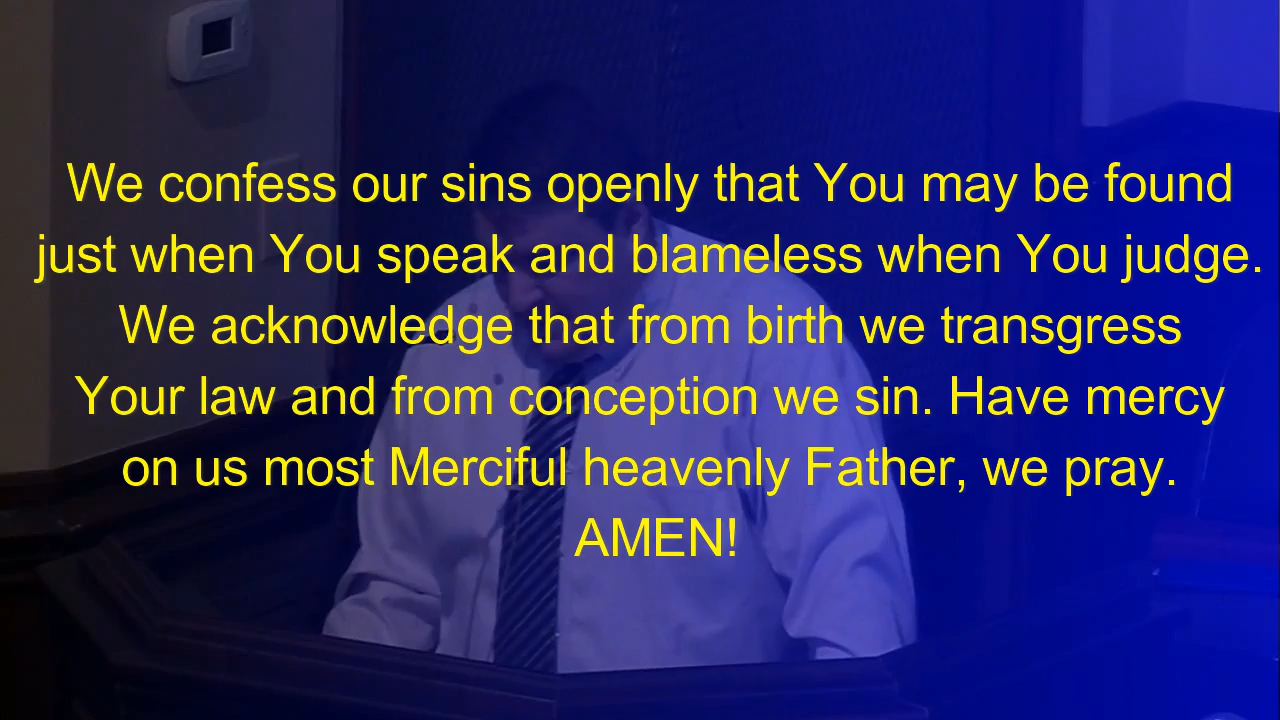 We confess our sins openly that You may be found
just when You speak and blameless when You judge.
We acknowledge that from birth we transgress
Your law and from conception we sin. Have mercy
on us most Merciful heavenly Father, we pray.
AMEN!